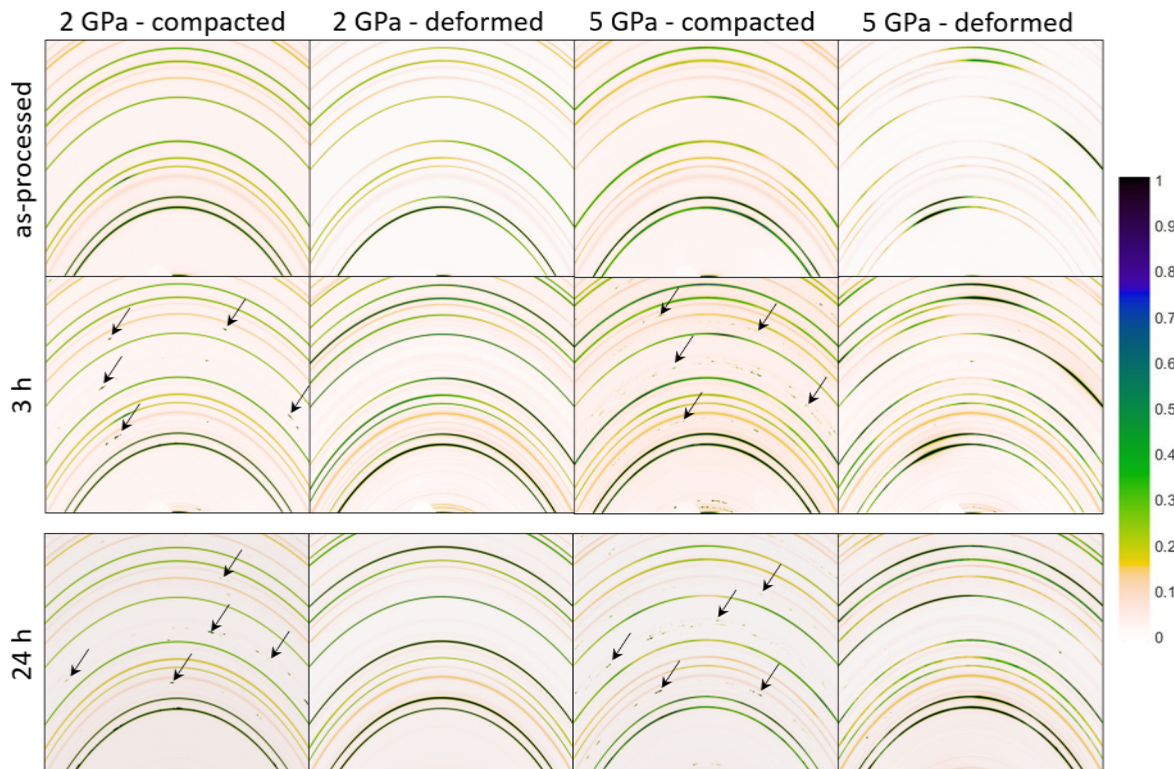 2 GPa - compacted 2 GPa - deformed 5 GPa - compacted 5 GPa - deformed
as-processed
3 h
24 h
1
0.9
0.8
0.7
0.6
0.5
0.4
0.3
0.2
0.1
0